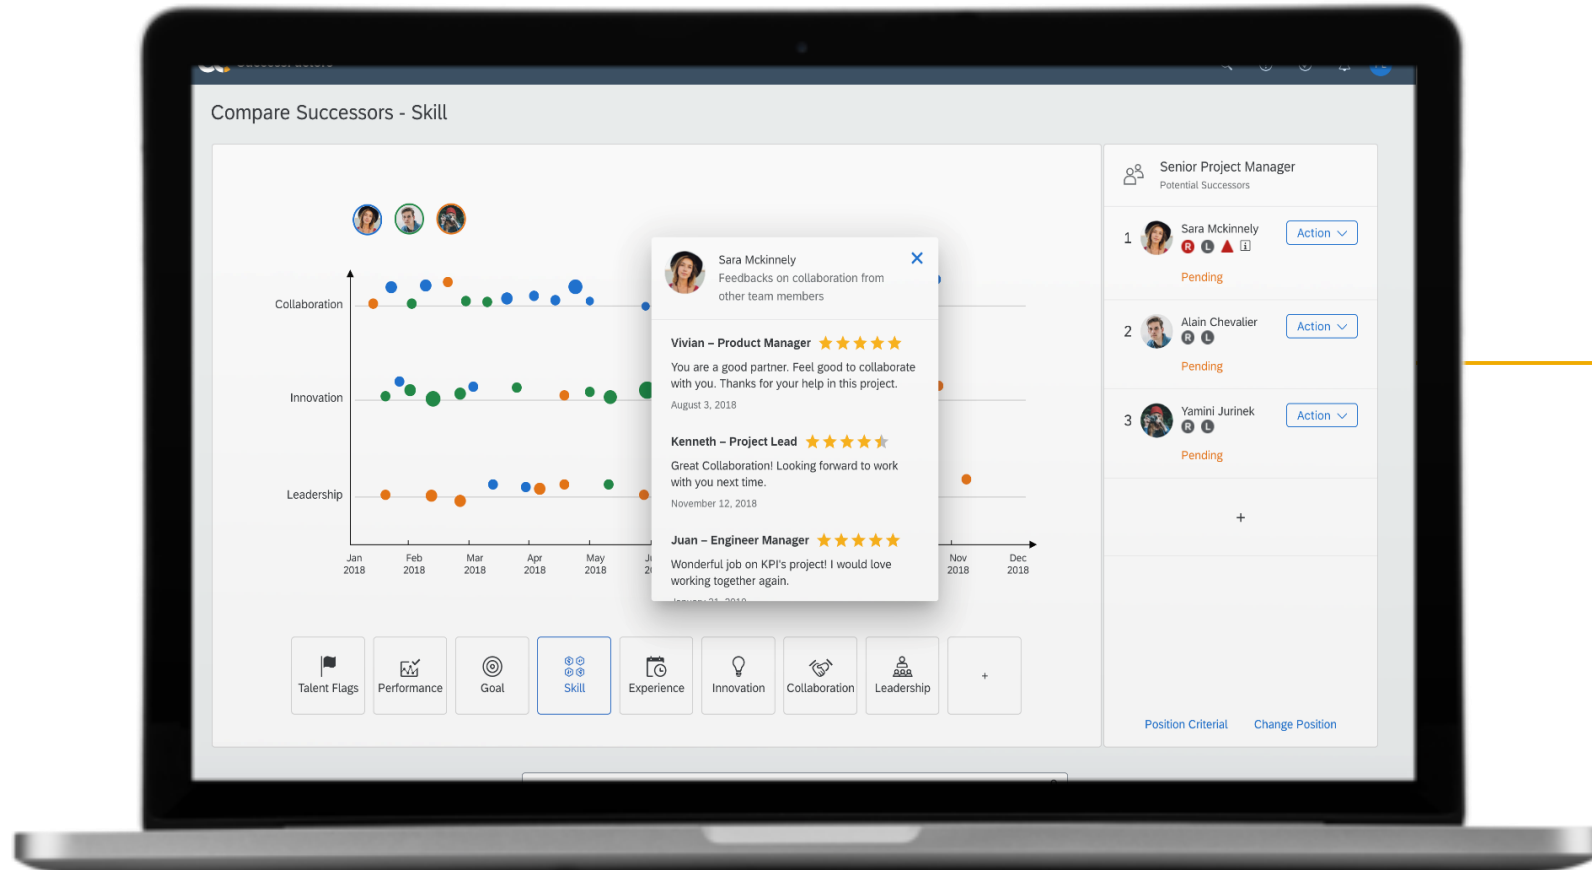 SuccessFactors
Compare Successors - Skill
Collaboration
Innovation
Leadership
Jan
2018
Feb
2018
Mar
2018
Apr
2018
May
2018
Nov
2018
Dec
2018
Sara Mckinnely
Feedbacks on collaboration from
other team members
Vivian – Product Manager
You are a good partner. Feel good to collaborate
with you. Thanks for your help in this project.
August 3, 2018
Kenneth – Project Lead
Great Collaboration! Looking forward to work
with you next time.
November 12, 2018
Juan – Engineer Manager
Wonderful job on KPI's project! I would love
working together again.
Talent Flags
Performance
Goal
Skill
Experience
Innovation
Collaboration
Leadership
+
Senior Project Manager
Potential Successors
1
Sara Mckinnely
R L i
Action
Pending
2
Alain Chevalier
R L
Action
Pending
3
Yamini Jurinek
R L
Action
Pending
+
Position Criterial
Change Position